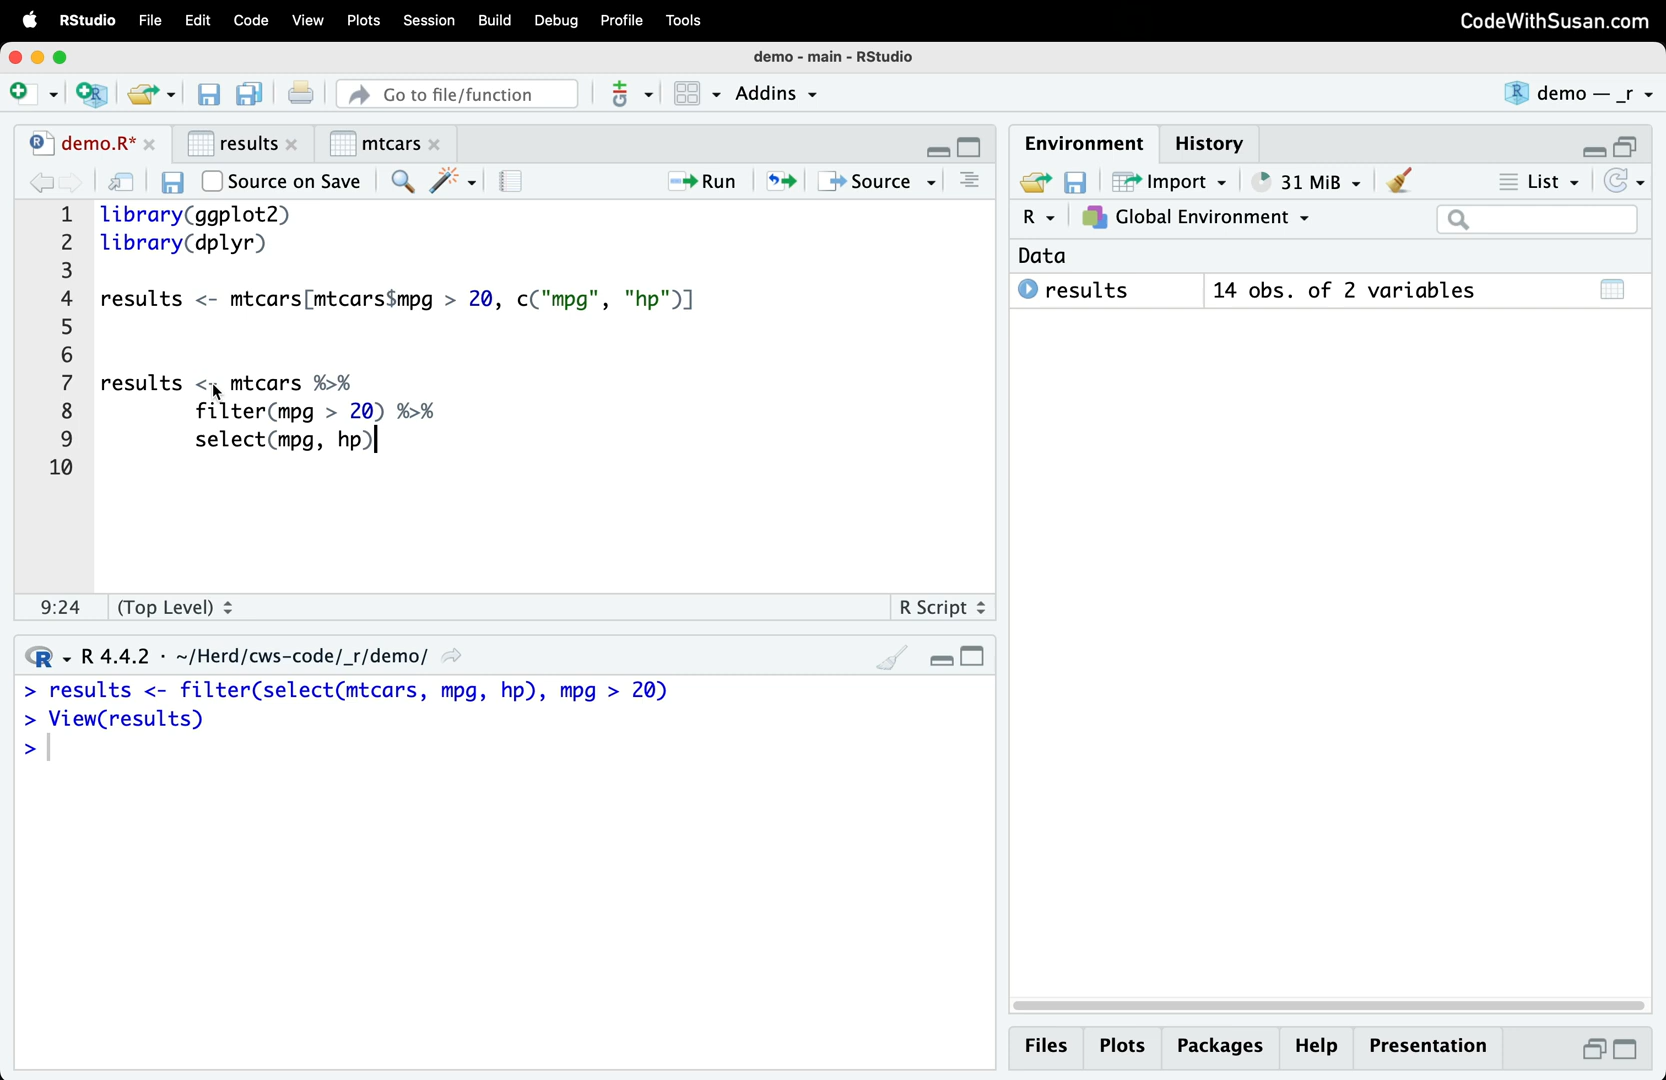 RStudio File Edit Code View Plots Session Build Debug Profile Tools CodeWithSusan.com
demo - main - RStudio
Go to file/function Addins demo — _r
demo.R* results mtcars
Source on Save Run Source
1 library(ggplot2)
2 library(dplyr)
3
4 results <- mtcars[mtcars$mpg > 20, c("mpg", "hp")]
5
6
7 results <- mtcars %>%
8 filter(mpg > 20) %>%
9 select(mpg, hp)
10
9:24 (Top Level) R Script
R 4.4.2 · ~/Herd/cws-code/_r/demo/
> results <- filter(select(mtcars, mpg, hp), mpg > 20)
> View(results)
>
Environment History
Import 31 MiB List
R Global Environment
Data
results 14 obs. of 2 variables
Files Plots Packages Help Presentation